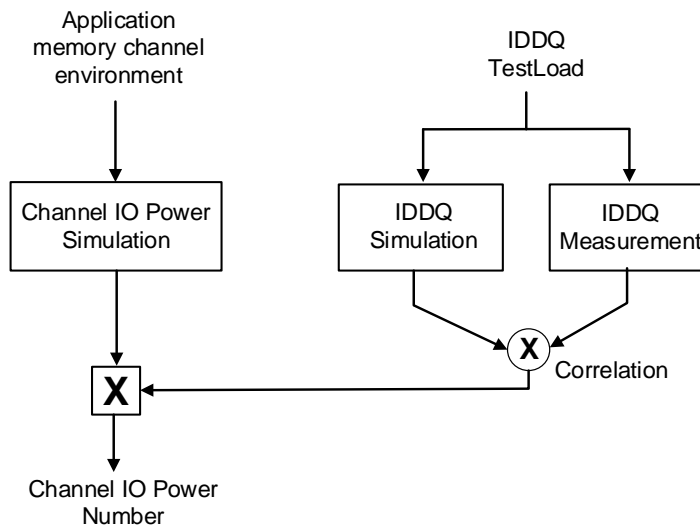 Application
memory channel
environment
IDDQ
TestLoad
Channel IO Power
Simulation
IDDQ
Simulation
IDDQ
Measurement
X
Correlation
X
Channel IO Power
Number